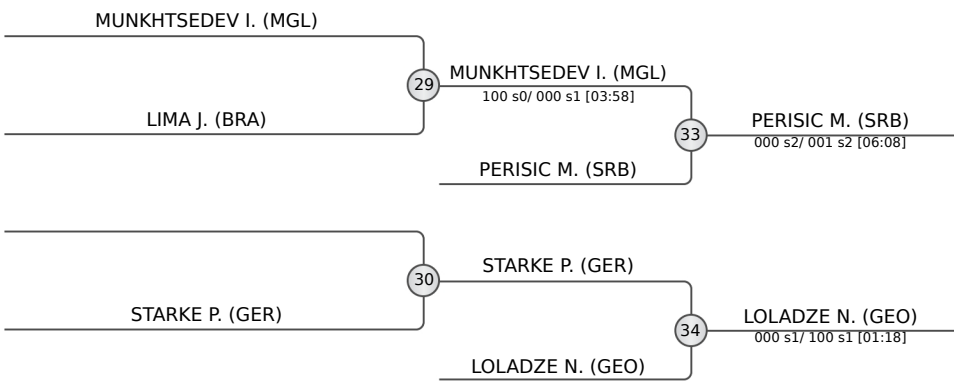 MUNKHTSEDEV I. (MGL)
29
MUNKHTSEDEV I. (MGL)
100 s0/ 000 s1 [03:58]
LIMA J. (BRA)
33
PERISIC M. (SRB)
000 s2/ 001 s2 [06:08]
PERISIC M. (SRB)
30
STARKE P. (GER)
STARKE P. (GER)
34
LOLADZE N. (GEO)
000 s1/ 100 s1 [01:18]
LOLADZE N. (GEO)